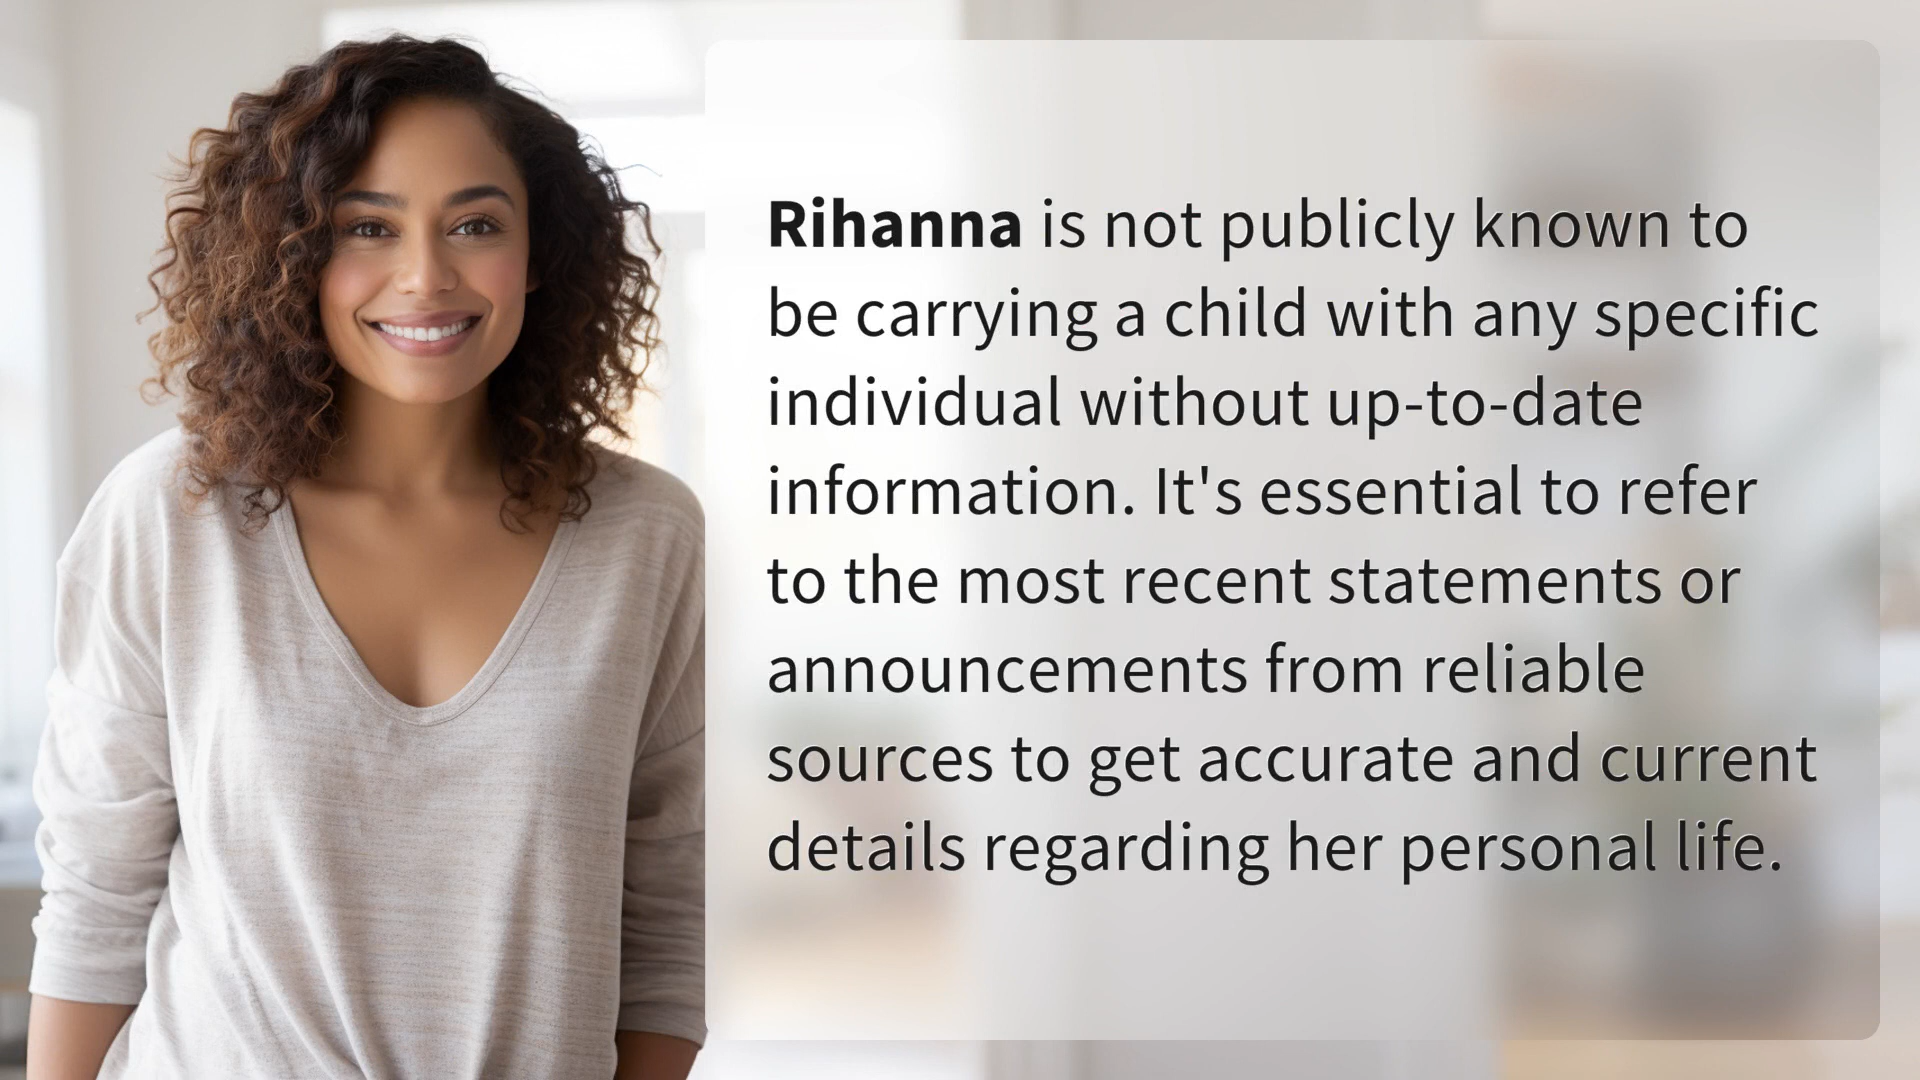 Rihanna is not publicly known to
be carrying a child with any specific
individual without up-to-date
information. It's essential to refer
to the most recent statements or
announcements from reliable
sources to get accurate and current
details regarding her personal life.